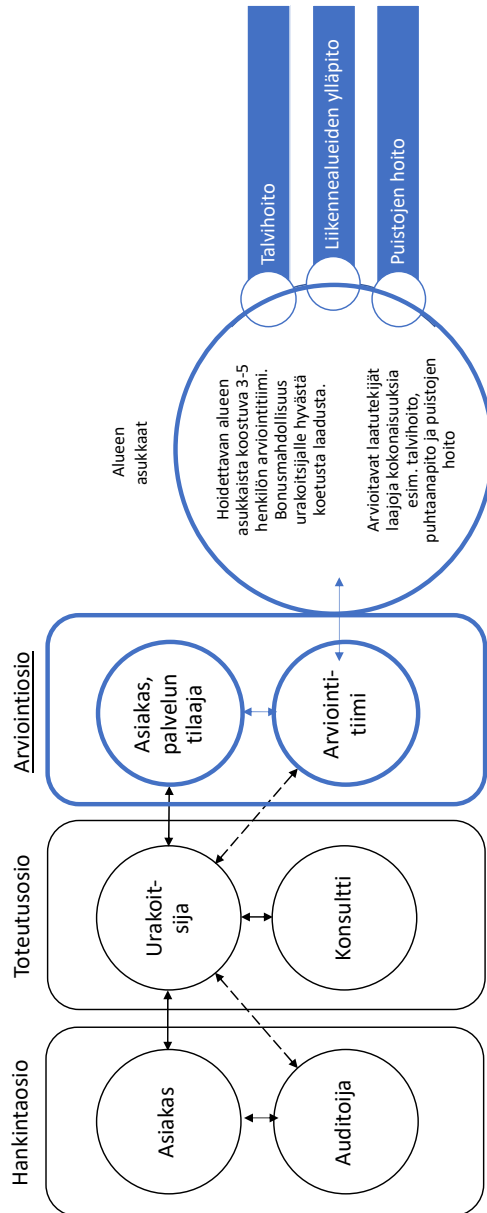 Hankintaosio
Asiakas
Auditoija
Toteutusosio
Urakoit-
sija
Konsultti
Arviointiosio
Asiakas,
palvelun
tilaaja
Arviointi-
tiimi
Alueen
asukkaat
Hoidettavan alueen
asukkaista koostuva 3-5
henkilön arviointitiimi.
Bonusmahdollisuus
urakoitsijalle hyvästä
koetusta laadusta.
Arvioitavat laatutekijät
laajoja kokonaisuuksia
esim. talvihoito,
puhtaanapito ja puistojen
hoito
Talvihoito
Liikennealueiden ylläpito
Puistojen hoito